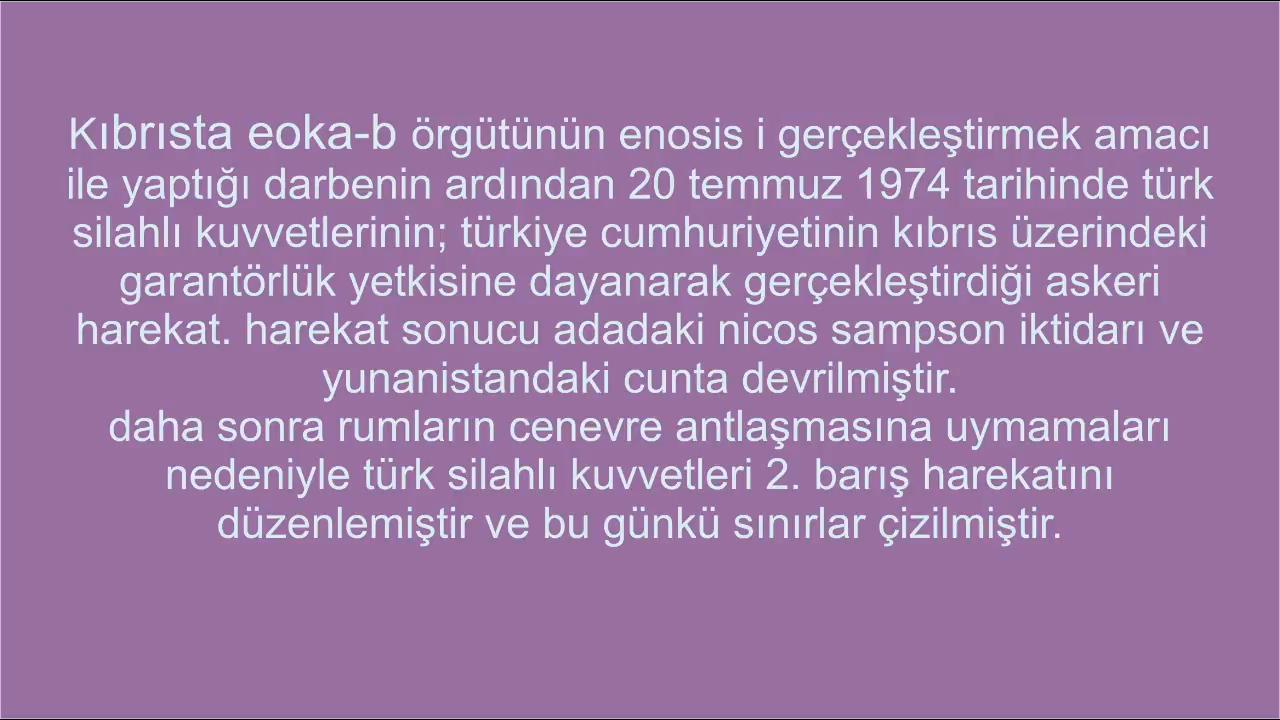 Kıbrısta eoka-b örgütünün enosis i gerçekleştirmek amacı
ile yaptığı darbenin ardından 20 temmuz 1974 tarihinde türk
silahlı kuvvetlerinin; türkiye cumhuriyetinin kıbrıs üzerindeki
garantörlük yetkisine dayanarak gerçekleştirdiği askeri
harekat. harekat sonucu adadaki nicos sampson iktidarı ve
yunanistandaki cunta devrilmiştir.
daha sonra rumların cenevre antlaşmasına uymamaları
nedeniyle türk silahlı kuvvetleri 2. barış harekatını
düzenlemiştir ve bu günkü sınırlar çizilmiştir.